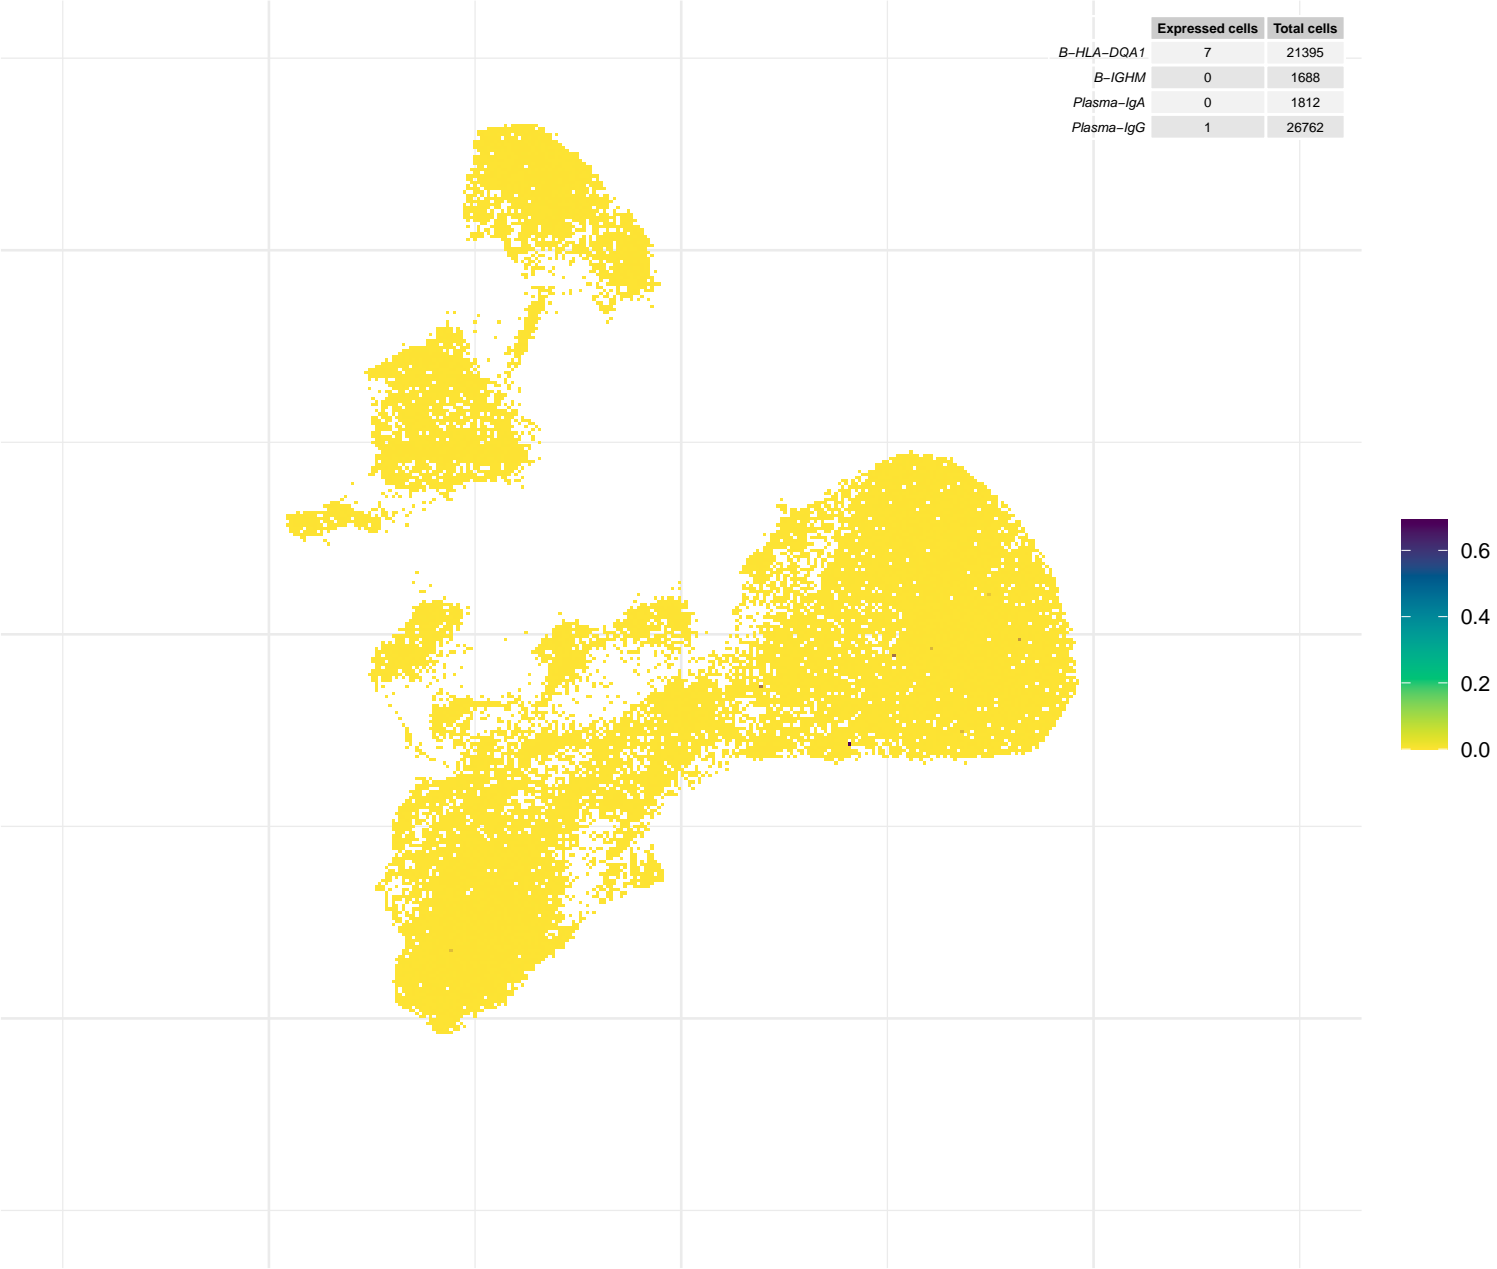 Expressed cells Total cells
B−HLA−DQA1 7 21395
B−IGHM 0 1688
Plasma−IgA 0 1812
Plasma−IgG 1 26762
0.6
0.4
0.2
0.0